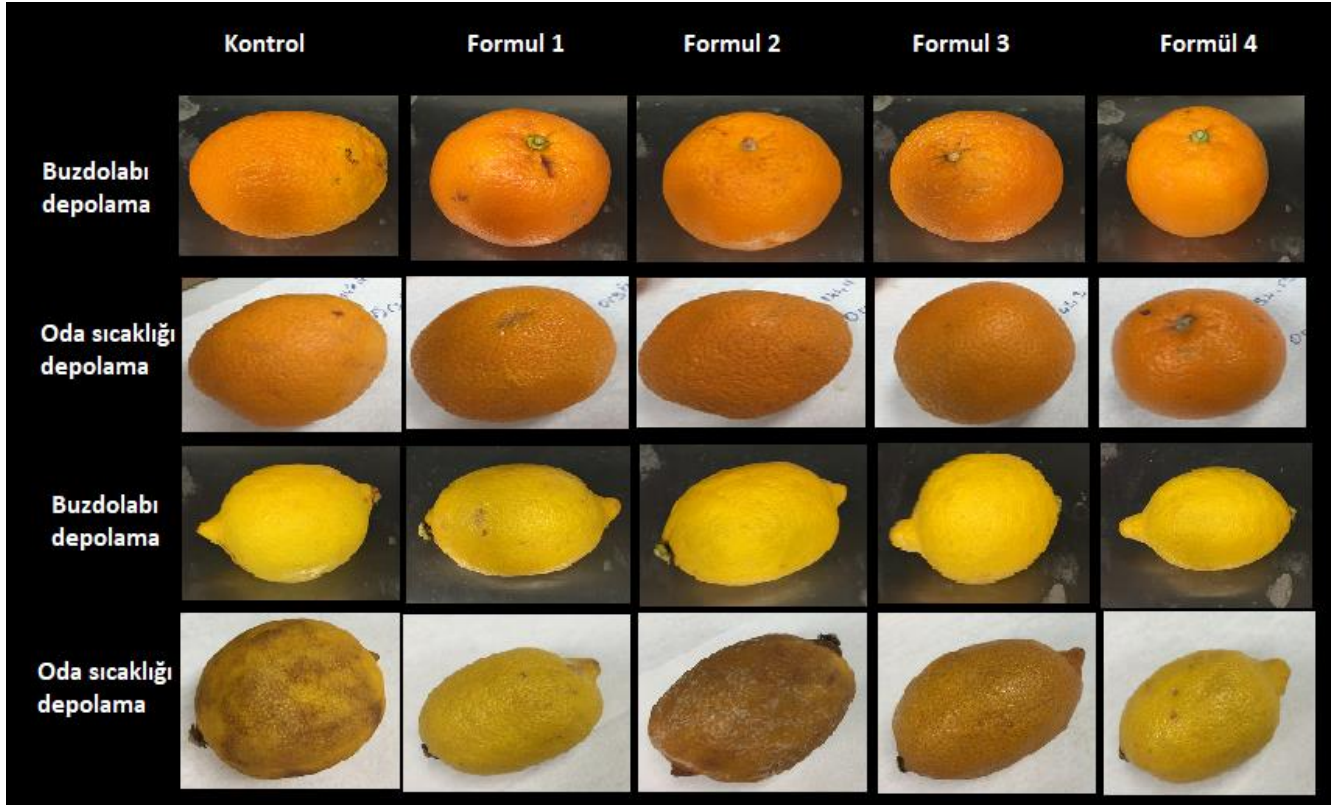 Kontrol Formul 1 Formul 2 Formul 3 Formül 4
Buzdolabı
depolama
Oda sıcaklığı
depolama
Buzdolabı
depolama
Oda sıcaklığı
depolama